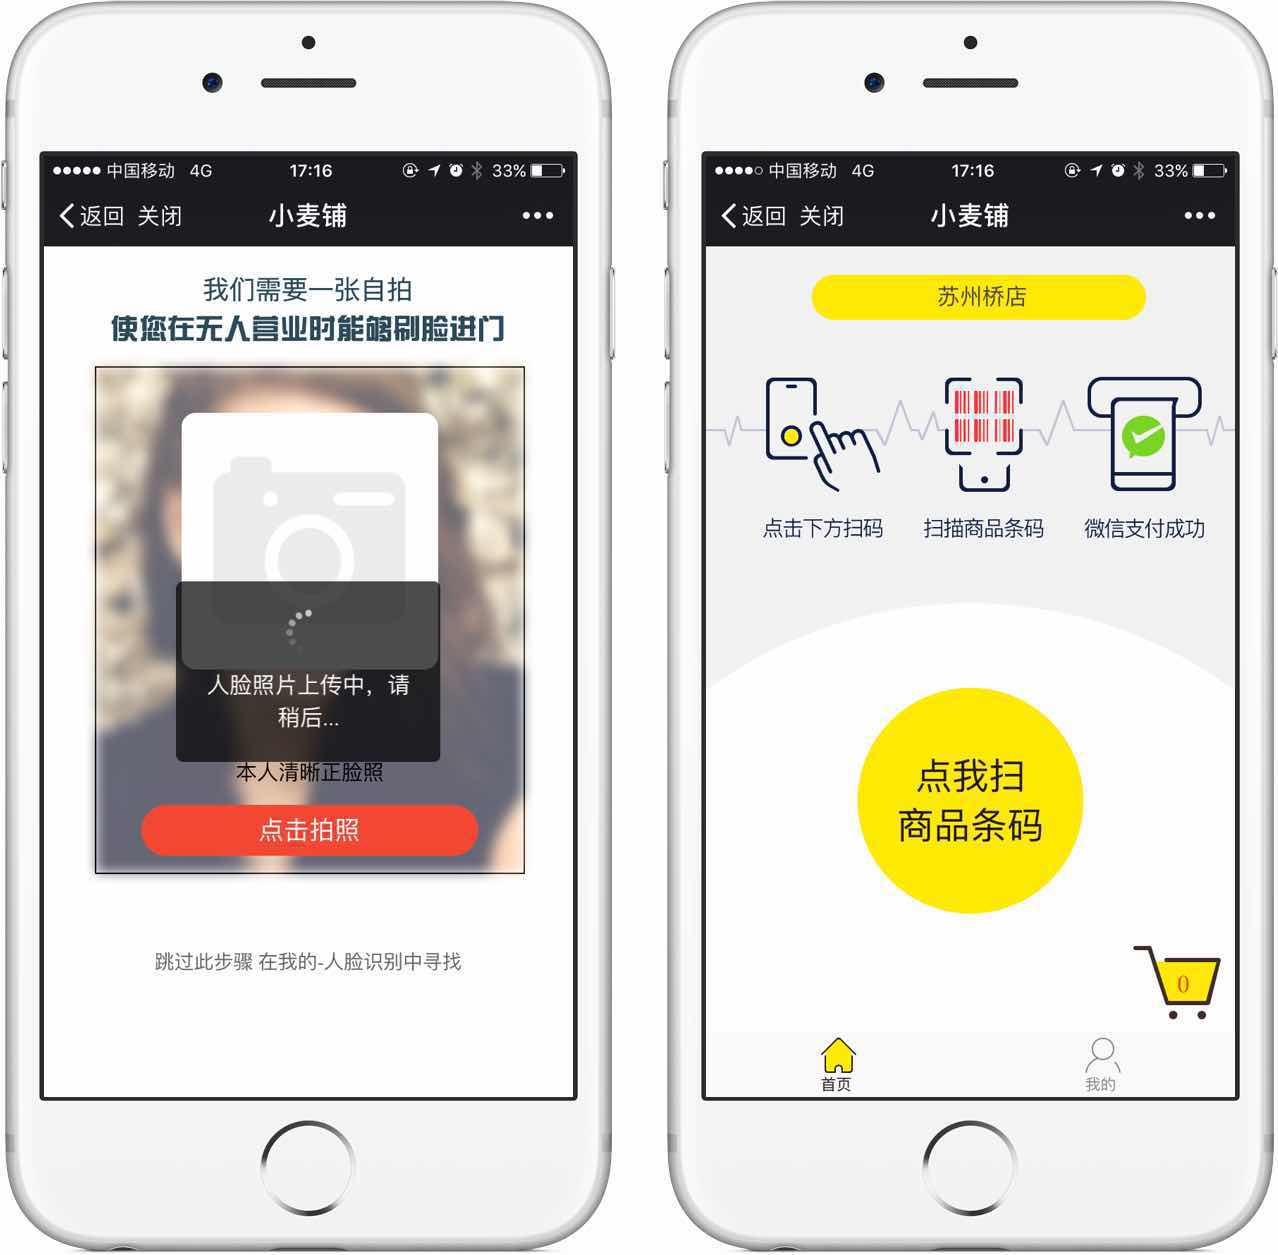 中国移动 4G 17:16 33%
返回 关闭 小麦铺
我们需要一张自拍
使您在无人营业时能够刷脸进门
人脸照片上传中，请
稍后...
本人清晰正脸照
点击拍照
跳过此步骤 在我的-人脸识别中寻找
中国移动 4G 17:16 33%
返回 关闭 小麦铺
苏州桥店
点击下方扫码 扫描商品条码 微信支付成功
点我扫
商品条码
0
首页 我的